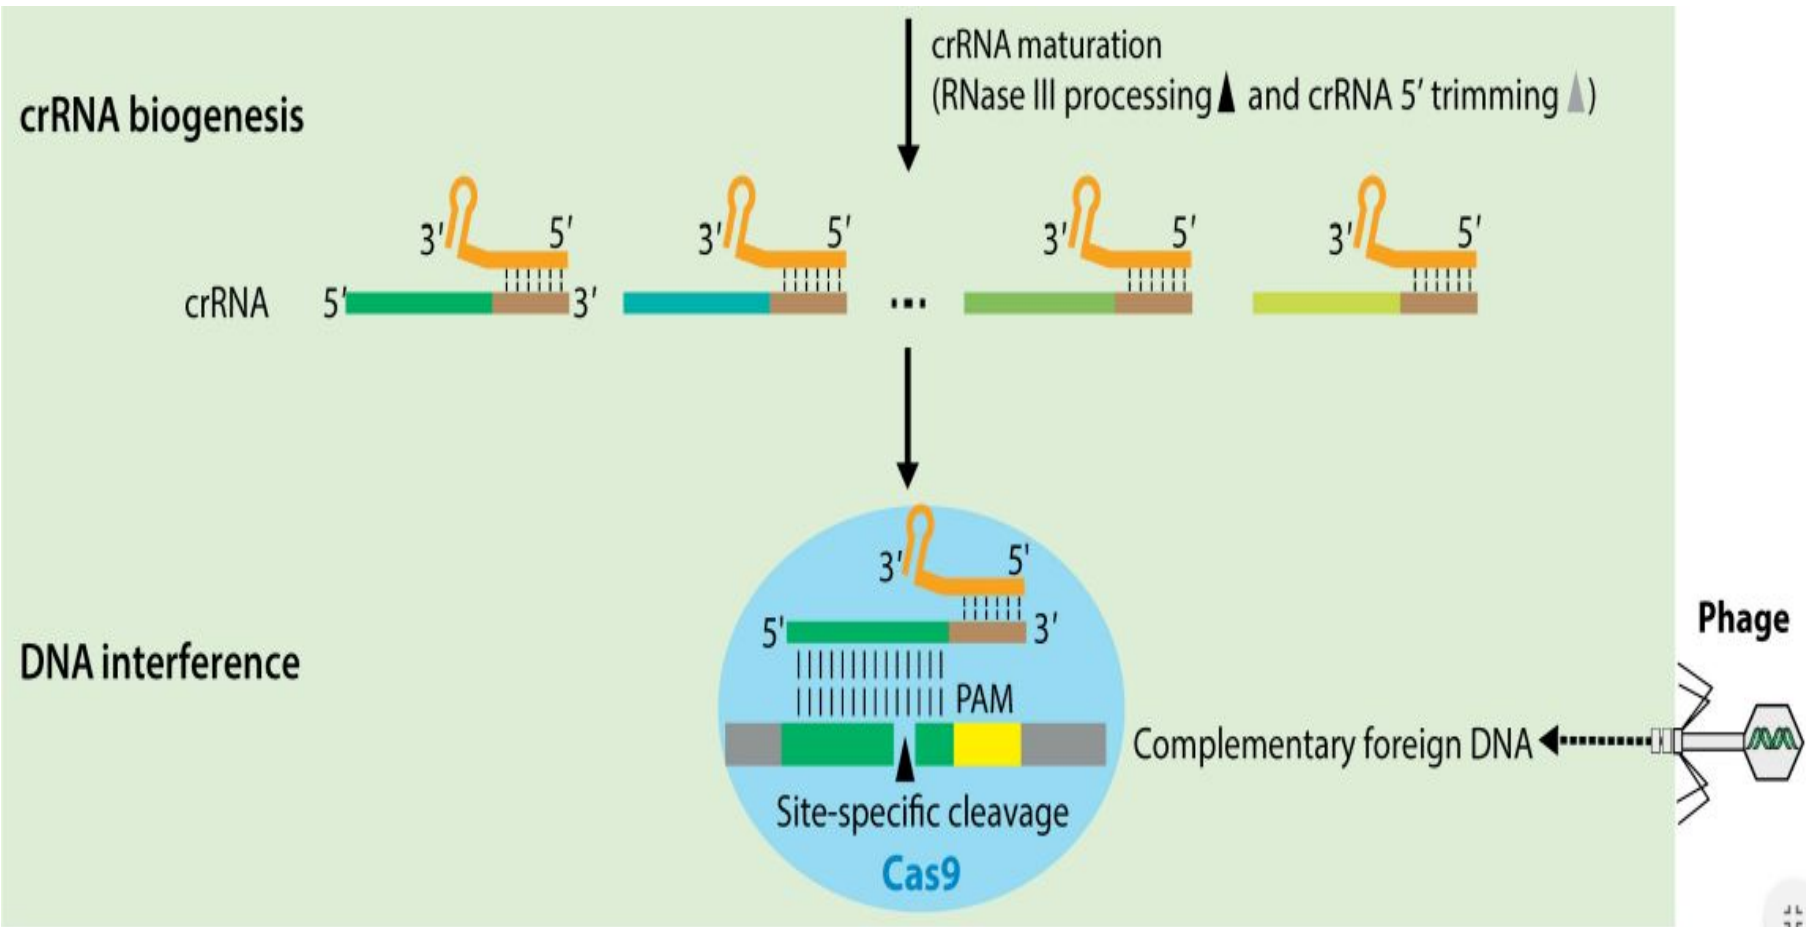 crRNA maturation
(RNase III processing and crRNA 5′ trimming )
crRNA biogenesis
3′ 5′ 3′ 5′ 3′ 5′ 3′ 5′
crRNA 5′ 3′ ...
3′ 5'
5' 3′
DNA interference
PAM
Phage
Complementary foreign DNA
Site-specific cleavage
Cas9